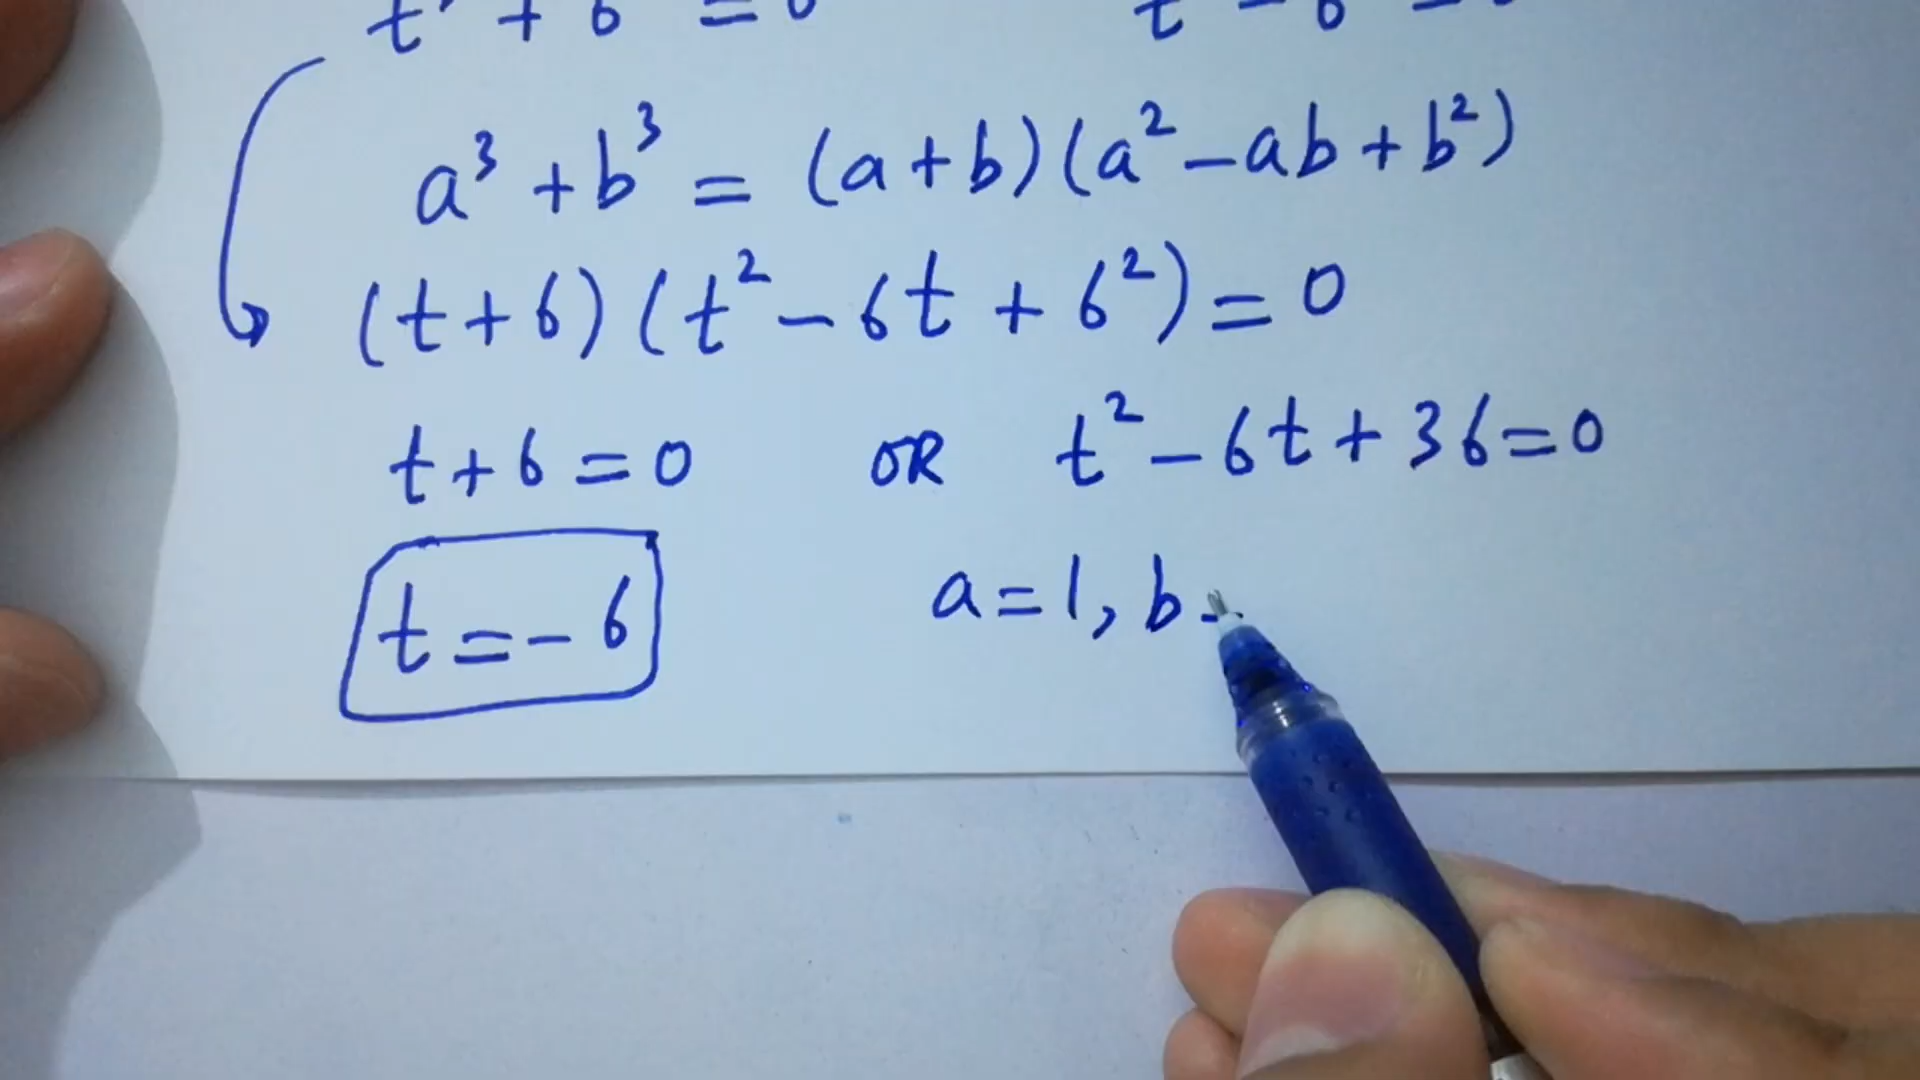 a³ + b³ = (a + b)(a² - ab + b²)
(t + 6)(t² - 6t + 6²) = 0
t + 6 = 0 OR t² - 6t + 36 = 0
t = - 6 a = 1, b